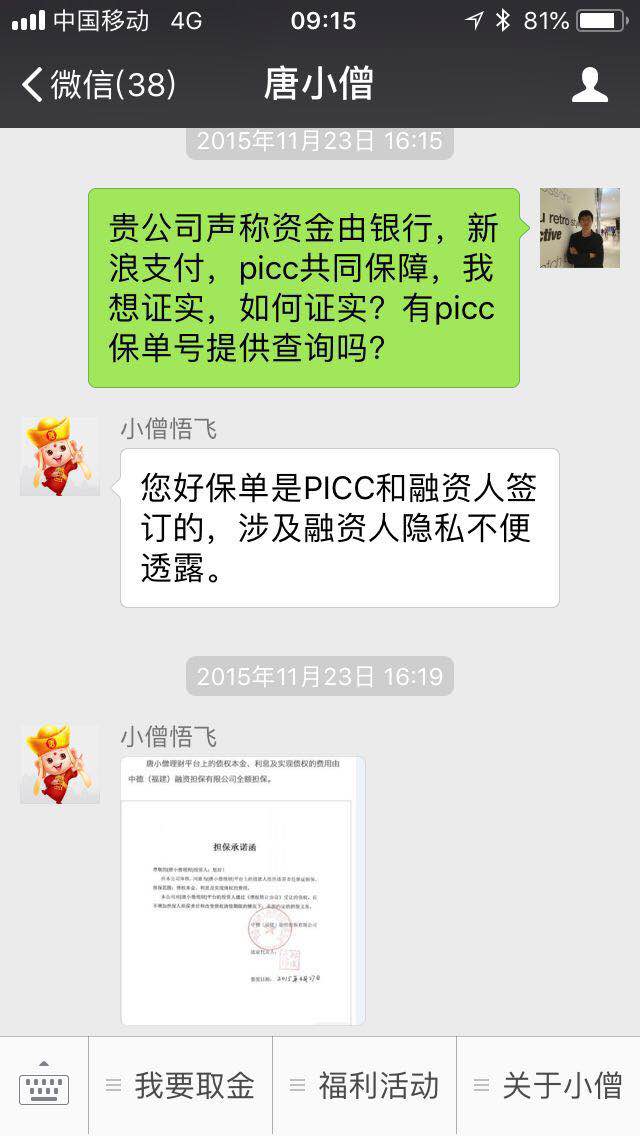 中国移动 4G 09:15 81%
微信(38) 唐小僧
2015年11月23日 16:15
贵公司声称资金由银行，新
浪支付，picc共同保障，我
想证实，如何证实？有picc
保单号提供查询吗？
小僧悟飞
您好保单是PICC和融资人签
订的，涉及融资人隐私不便
透露。
2015年11月23日 16:19
小僧悟飞
唐小僧理财平台上的债权本金、利息及实现债权的费用由
中德（福建）融资担保有限公司全额担保。
担保承诺函
我要取金 福利活动 关于小僧